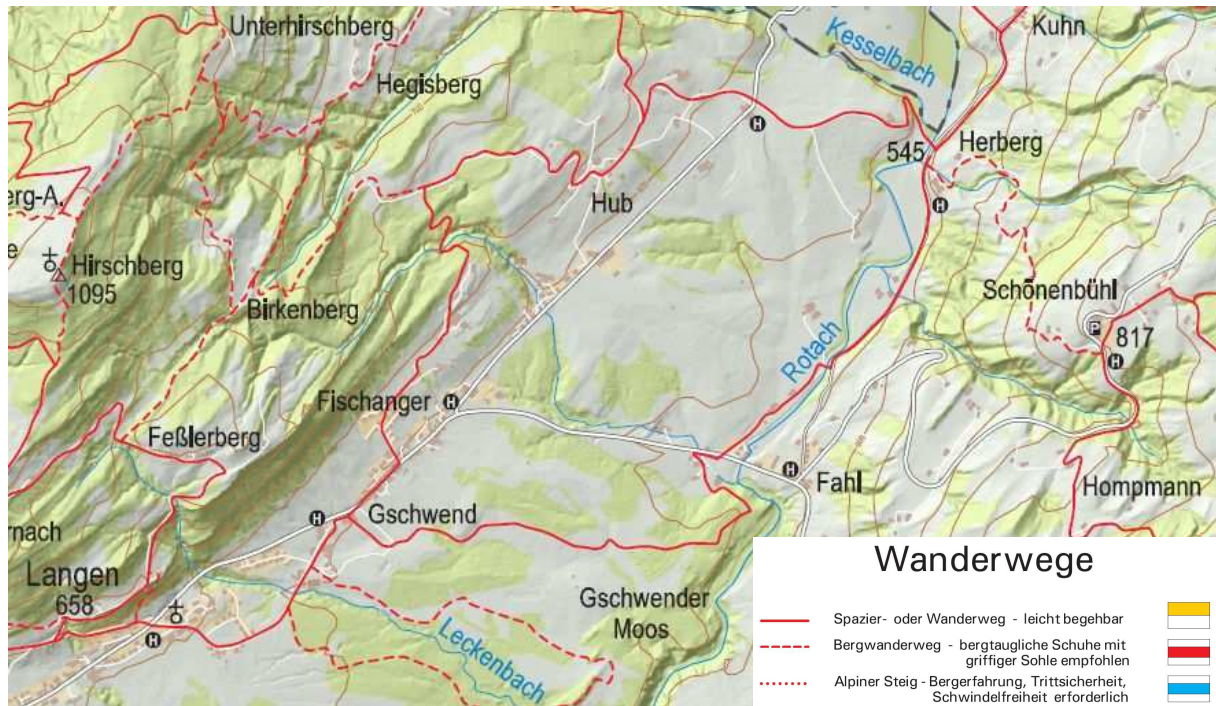 Unterhirschberg
Kuhn
Kesselbach
Hegisberg
545
Herberg
erg-A.
Hub
e
Hirschberg
1095
Schönenbühl
Birkenberg
P
817
Rotach
H
H
H
Fischanger
H
Feßlerberg
H
Fahl
Hompmann
H
Gschwend
rnach
Langen
658
Gschwender
Moos
H
Leckenbach
Wanderwege
Spazier- oder Wanderweg - leicht begehbar
Bergwanderweg - bergtaugliche Schuhe mit
griffiger Sohle empfohlen
Alpiner Steig - Bergerfahrung, Trittsicherheit,
Schwindelfreiheit erforderlich